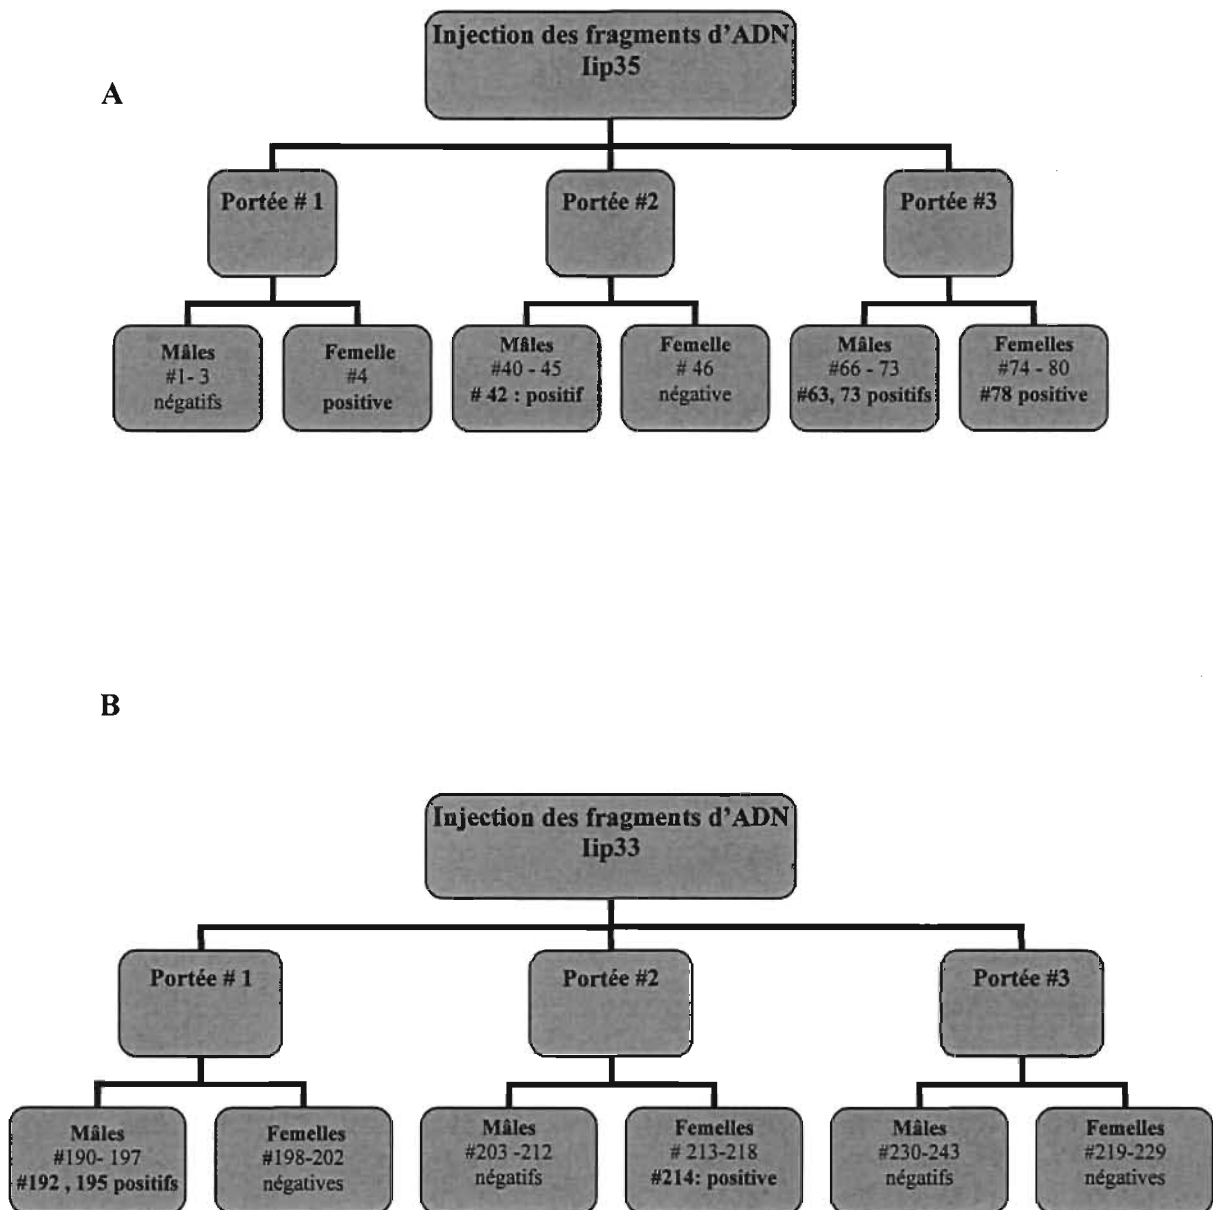 A
Injection des fragments d'ADN
Iip35
Portée # 1
Portée #2
Portée #3
Mâles
#1- 3
négatifs
Femelle
#4
positive
Mâles
#40 - 45
# 42 : positif
Femelle
# 46
négative
Mâles
#66 - 73
#63, 73 positifs
Femelles
#74 - 80
#78 positive
B
Injection des fragments d'ADN
Iip33
Portée # 1
Portée #2
Portée #3
Mâles
#190- 197
#192 , 195 positifs
Femelles
#198-202
négatives
Mâles
#203 -212
négatifs
Femelles
# 213-218
#214: positive
Mâles
#230-243
négatifs
Femelles
#219-229
négatives